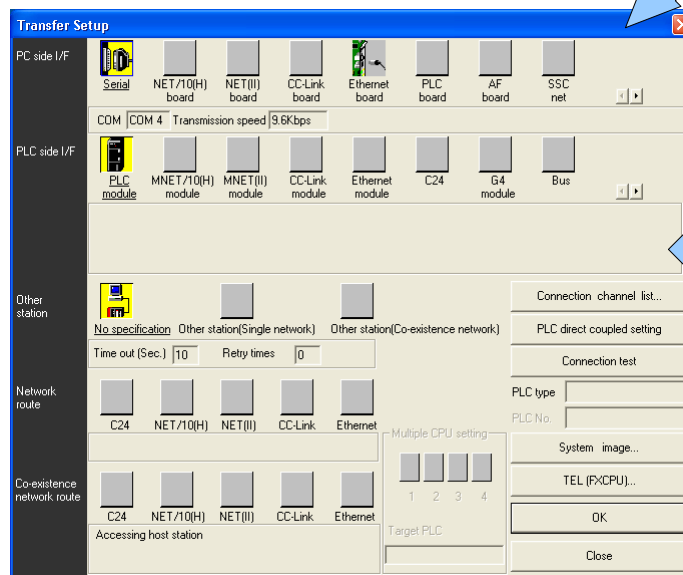 Transfer Setup
PC side I/F
Serial
NET/10(H) board
NET(II) board
CC-Link board
Ethernet board
PLC board
AF board
SSC net
COM COM 4 Transmission speed 9.6Kbps
PLC side I/F
PLC module
MNET/10(H) module
MNET(II) module
CC-Link module
Ethernet module
C24
G4 module
Bus
Other station
No specification
Other station(Single network)
Other station(Co-existence network)
Time out (Sec.) 10 Retry times 0
Connection channel list...
PLC direct coupled setting
Connection test
PLC type
PLC No.
System image...
TEL (FXCPU)...
OK
Close
Network route
C24 NET/10(H) NET(II) CC-Link Ethernet
Multiple CPU setting
1 2 3 4
Target PLC
Co-existence network route
C24 NET/10(H) NET(II) CC-Link Ethernet
Accessing host station